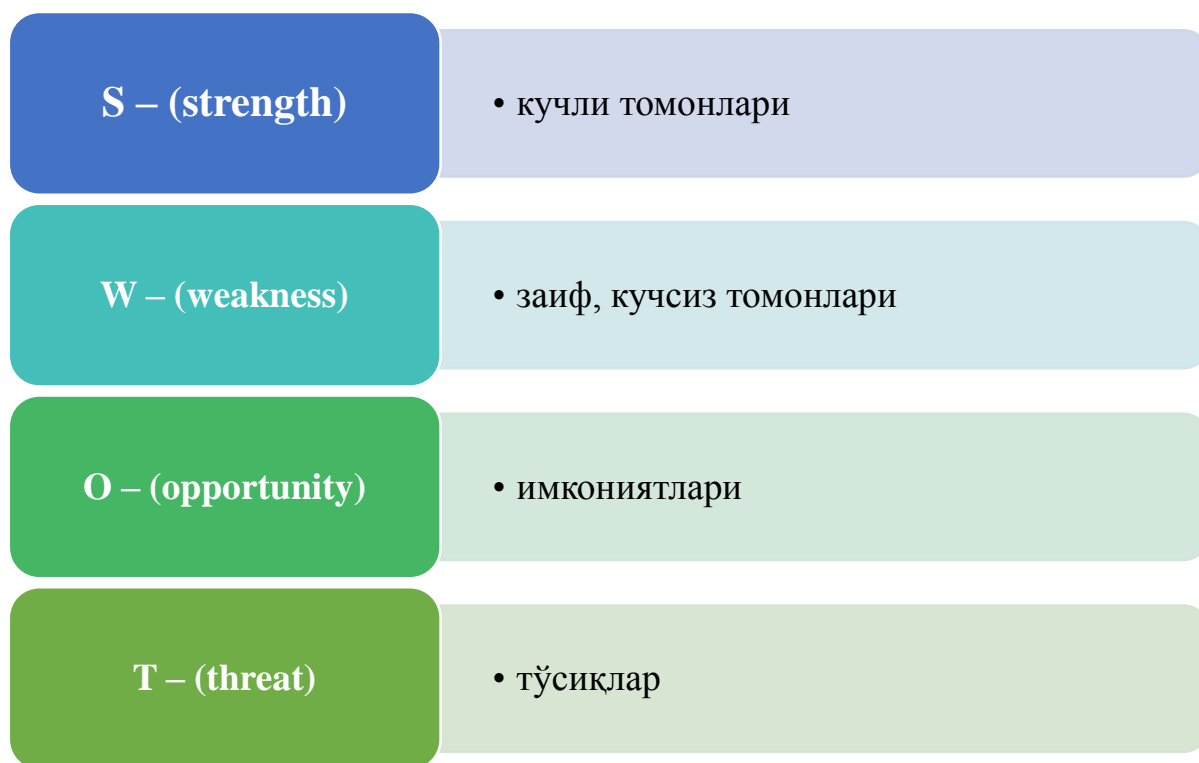 S – (strength)
• кучли томонлари
W – (weakness)
• заиф, кучсиз томонлари
O – (opportunity)
• имкониятлари
T – (threat)
• тўсиқлар